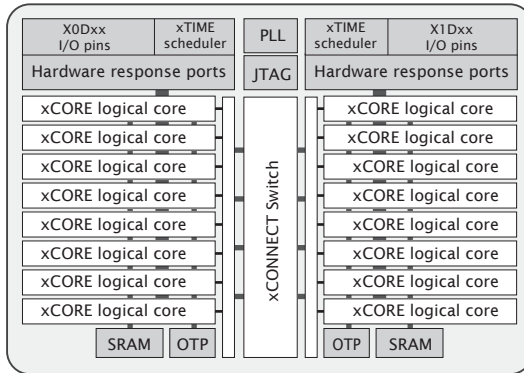 X0Dxx
I/O pins
xTIME
scheduler
PLL
xTIME
scheduler
X1Dxx
I/O pins
Hardware response ports
JTAG
Hardware response ports
xCORE logical core
xCORE logical core
xCORE logical core
xCORE logical core
xCORE logical core
xCORE logical core
xCORE logical core
xCORE logical core
xCONNECT Switch
xCORE logical core
xCORE logical core
xCORE logical core
xCORE logical core
xCORE logical core
xCORE logical core
xCORE logical core
xCORE logical core
SRAM
OTP
OTP
SRAM